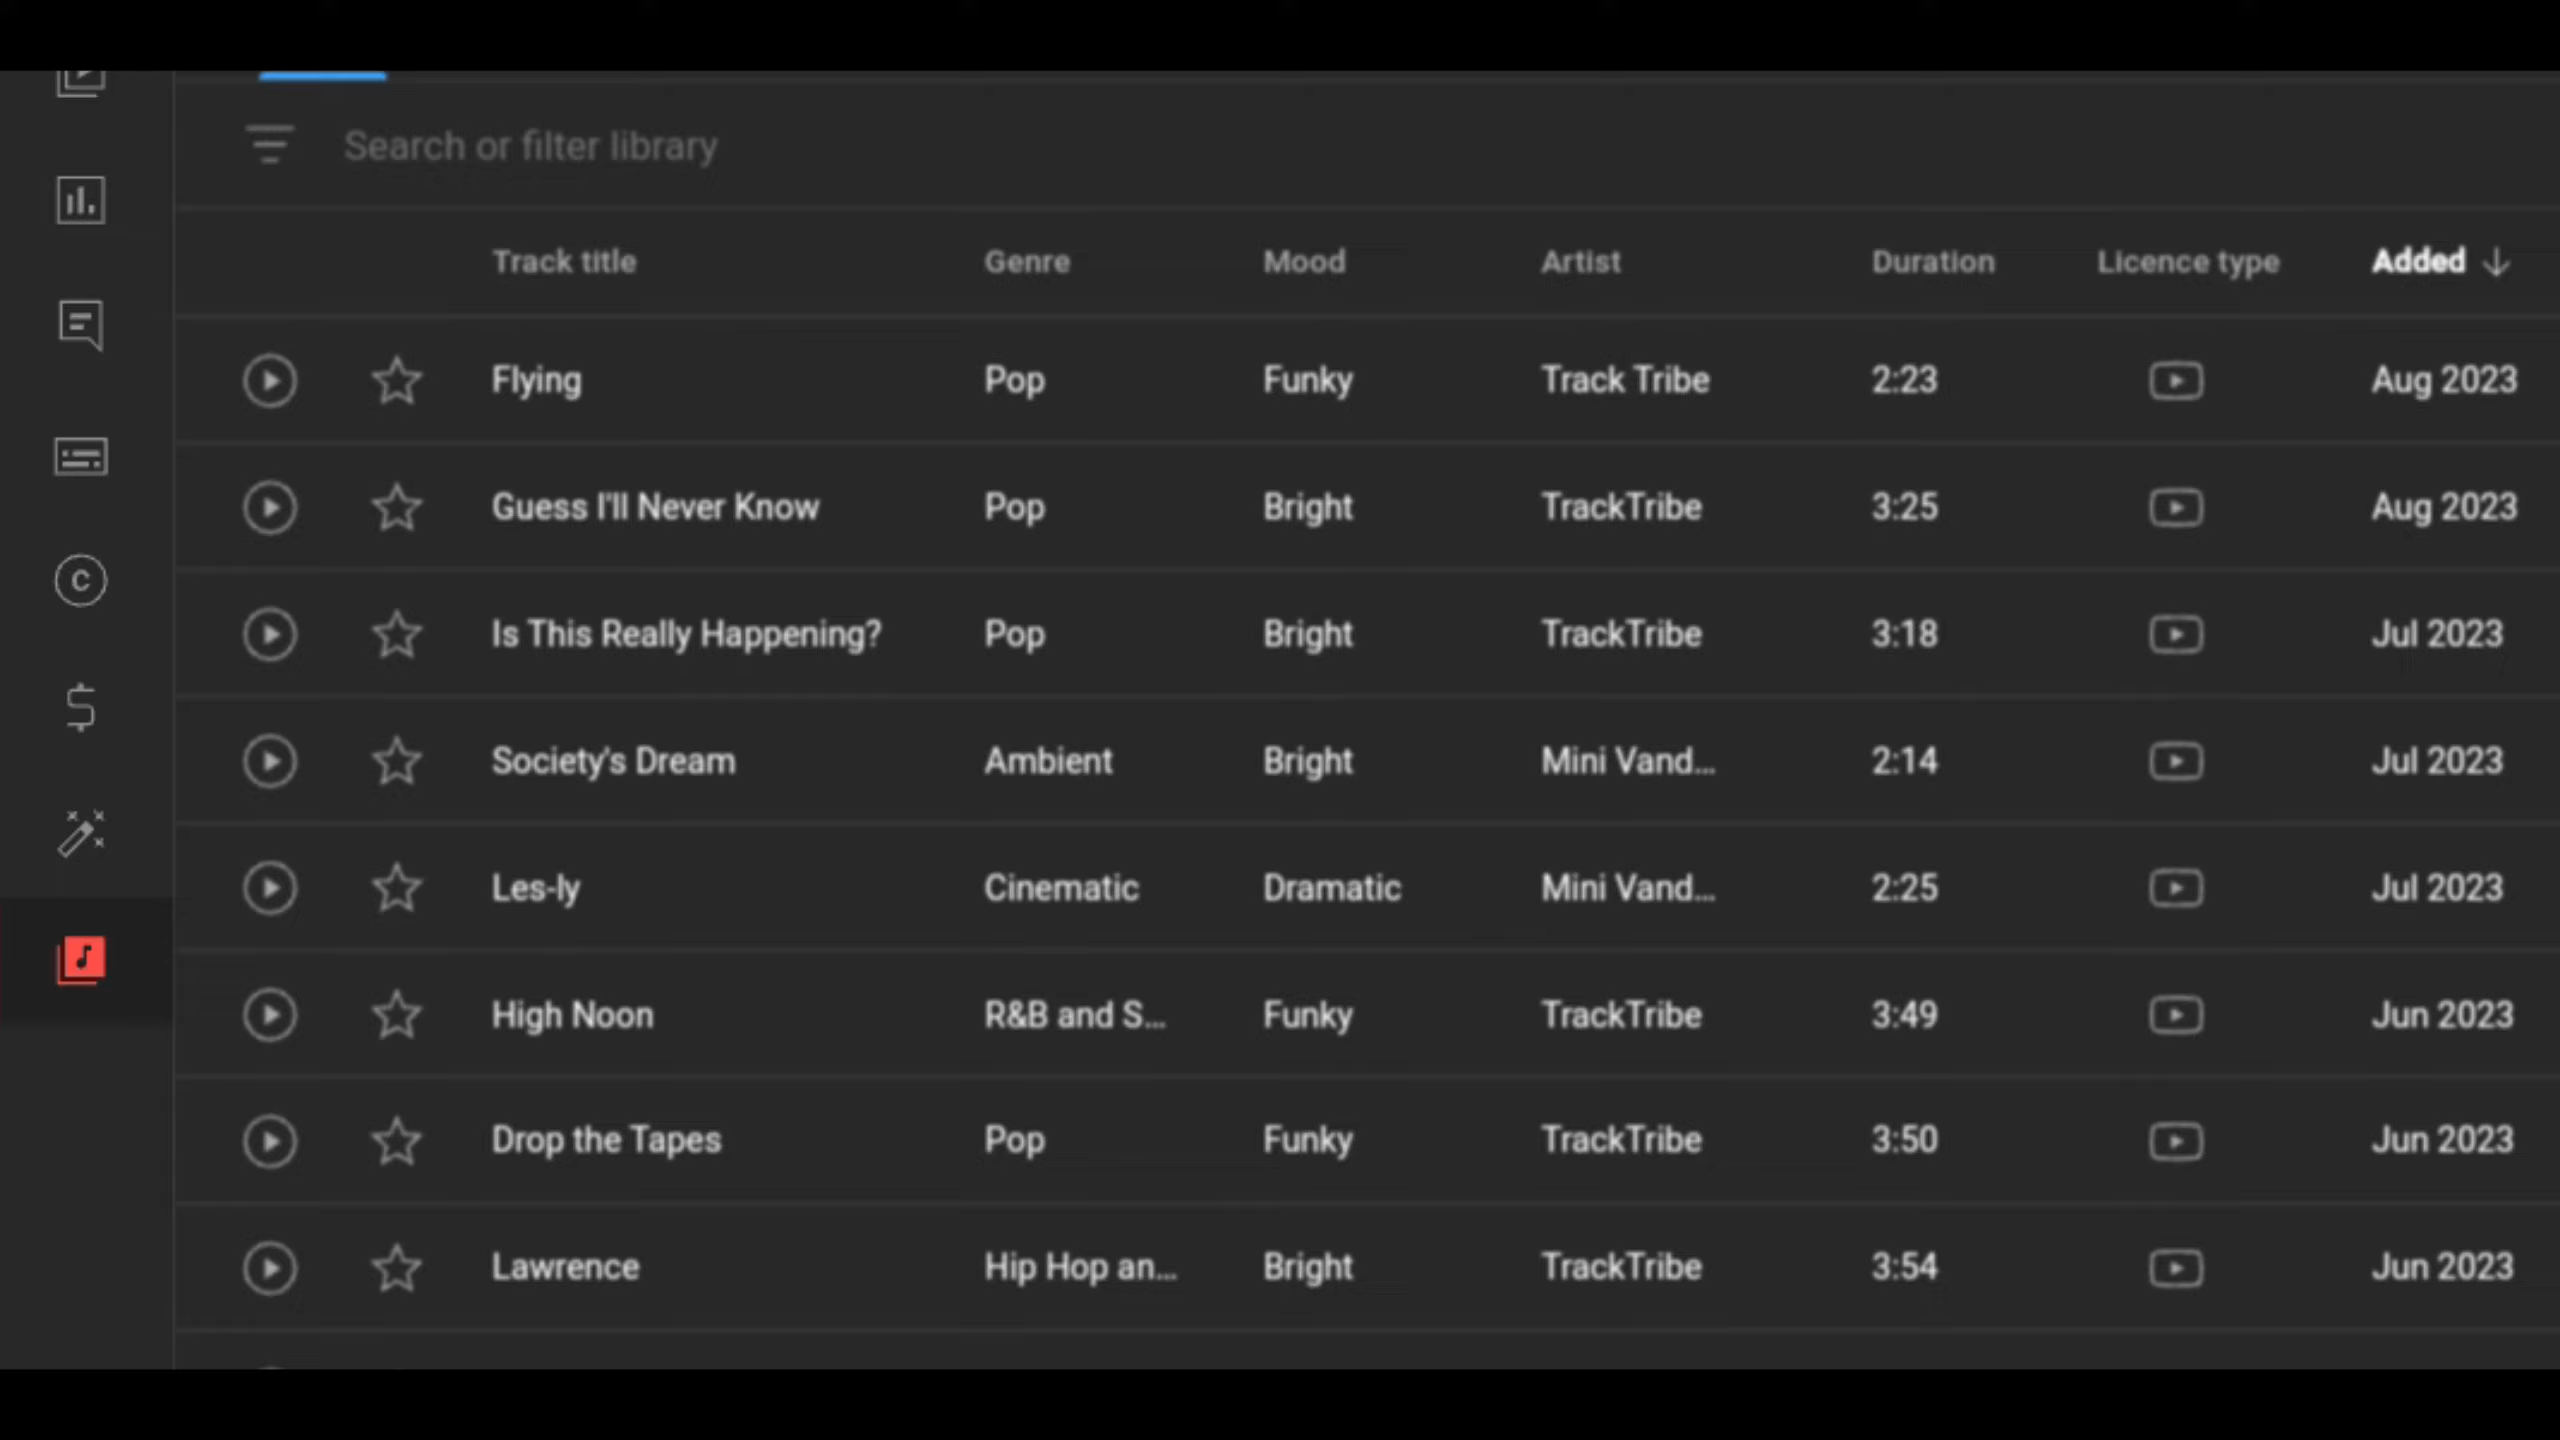 Search or filter library
Track title Genre Mood Artist Duration Licence type Added
Flying Pop Funky Track Tribe 2:23 Aug 2023
Guess I'll Never Know Pop Bright TrackTribe 3:25 Aug 2023
Is This Really Happening? Pop Bright TrackTribe 3:18 Jul 2023
Society's Dream Ambient Bright Mini Vand... 2:14 Jul 2023
Les-ly Cinematic Dramatic Mini Vand... 2:25 Jul 2023
High Noon R&B and S... Funky TrackTribe 3:49 Jun 2023
Drop the Tapes Pop Funky TrackTribe 3:50 Jun 2023
Lawrence Hip Hop an... Bright TrackTribe 3:54 Jun 2023